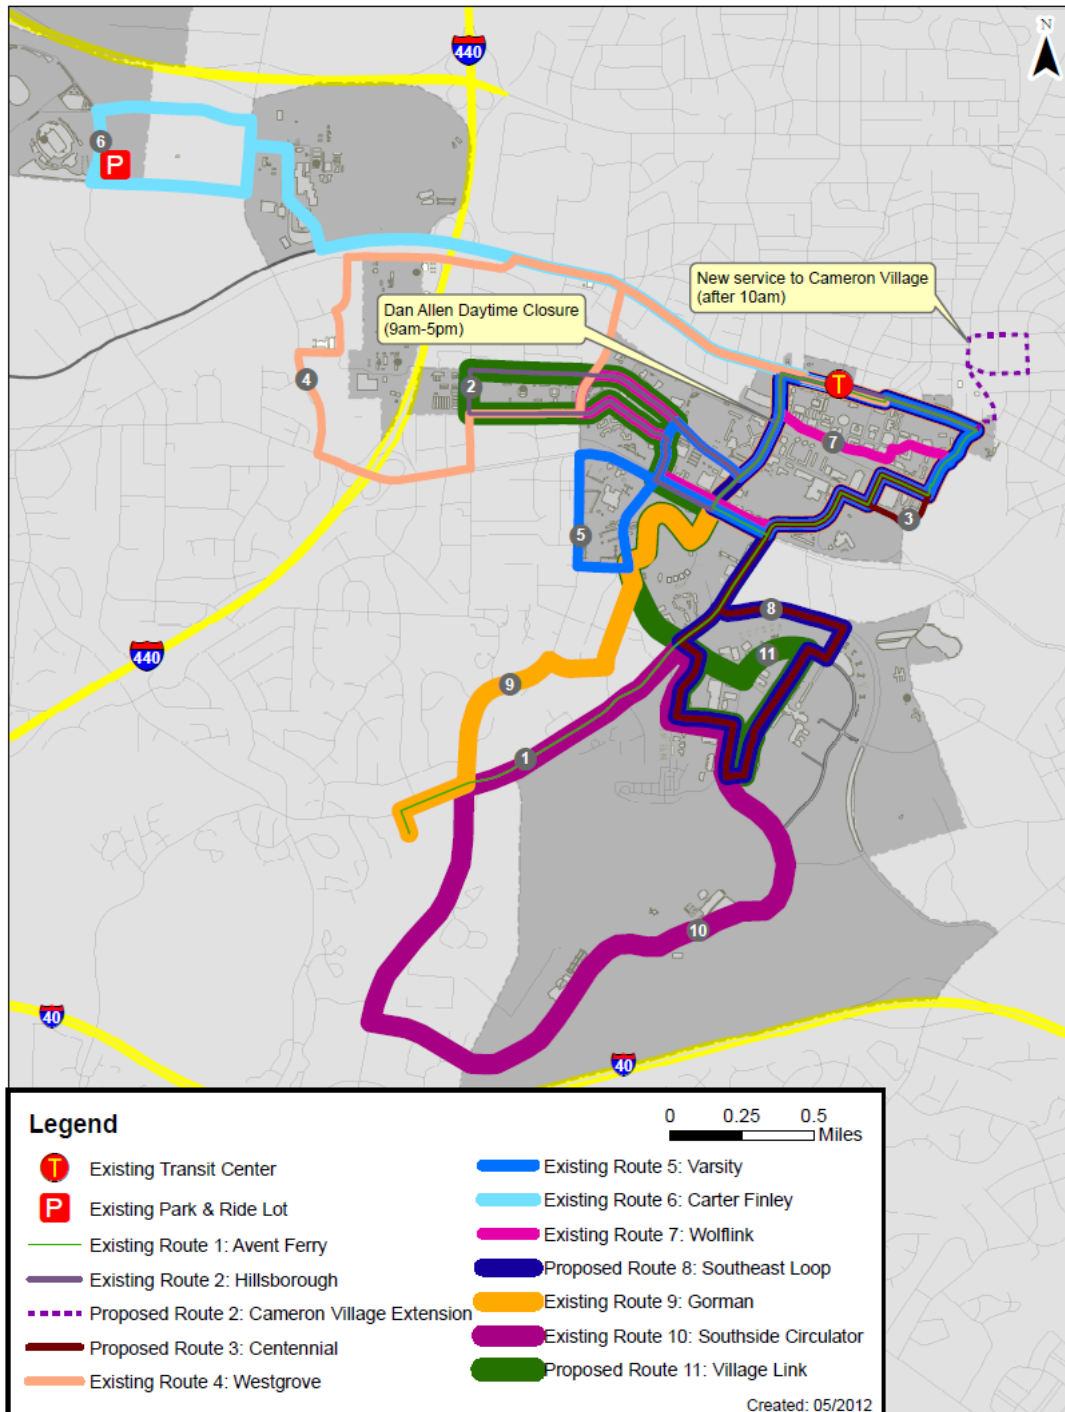 N
440
6
P
New service to Cameron Village
(after 10am)
Dan Allen Daytime Closure
(9am-5pm)
4
2
T
7
3
5
8
440
11
9
1
10
40
40
Legend
0 0.25 0.5
Miles
T Existing Transit Center
P Existing Park & Ride Lot
Existing Route 1: Avent Ferry
Existing Route 2: Hillsborough
Proposed Route 2: Cameron Village Extension
Proposed Route 3: Centennial
Existing Route 4: Westgrove
Existing Route 5: Varsity
Existing Route 6: Carter Finley
Existing Route 7: Wolflink
Proposed Route 8: Southeast Loop
Existing Route 9: Gorman
Existing Route 10: Southside Circulator
Proposed Route 11: Village Link
Created: 05/2012